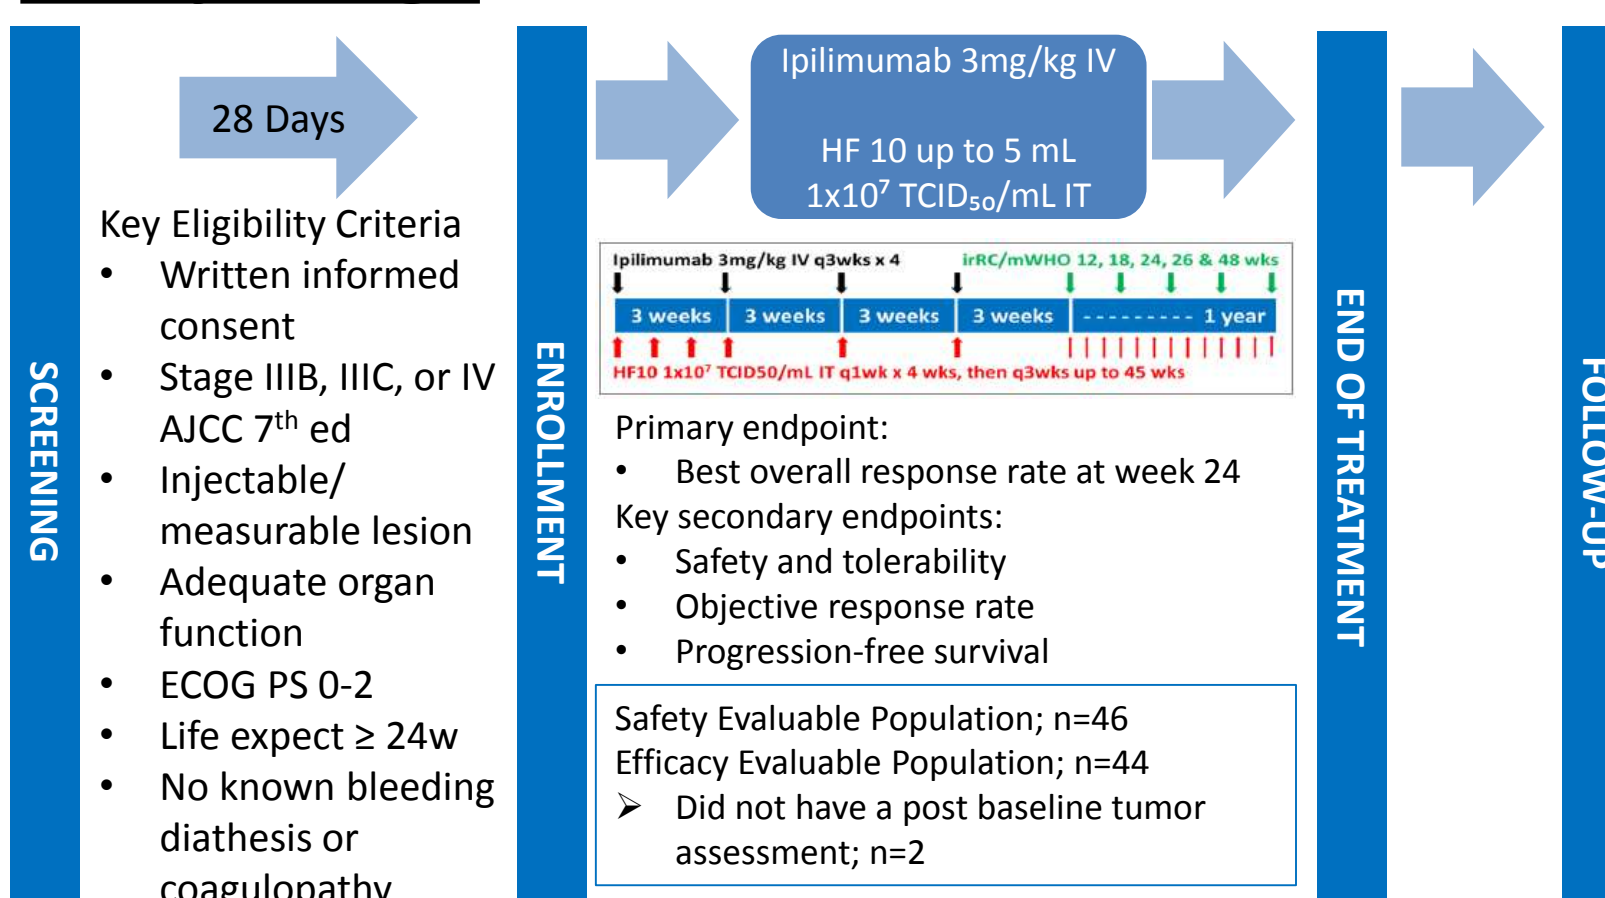 SCREENING
28 Days
Key Eligibility Criteria
• Written informed
consent
• Stage IIIB, IIIC, or IV
AJCC 7th ed
• Injectable/
measurable lesion
• Adequate organ
function
• ECOG PS 0-2
• Life expect ≥ 24w
• No known bleeding
diathesis or
coagulopathy
ENROLLMENT
Ipilimumab 3mg/kg IV
HF 10 up to 5 mL
1x10⁷ TCID₅₀/mL IT
Ipilimumab 3mg/kg IV q3wks x 4
irRC/mWHO 12, 18, 24, 26 & 48 wks
3 weeks
3 weeks
3 weeks
3 weeks
- - - - - - - - - 1 year
HF10 1x10⁷ TCID50/mL IT q1wk x 4 wks, then q3wks up to 45 wks
Primary endpoint:
• Best overall response rate at week 24
Key secondary endpoints:
• Safety and tolerability
• Objective response rate
• Progression-free survival
Safety Evaluable Population; n=46
Efficacy Evaluable Population; n=44
➢ Did not have a post baseline tumor
assessment; n=2
END OF TREATMENT
FOLLOW-UP